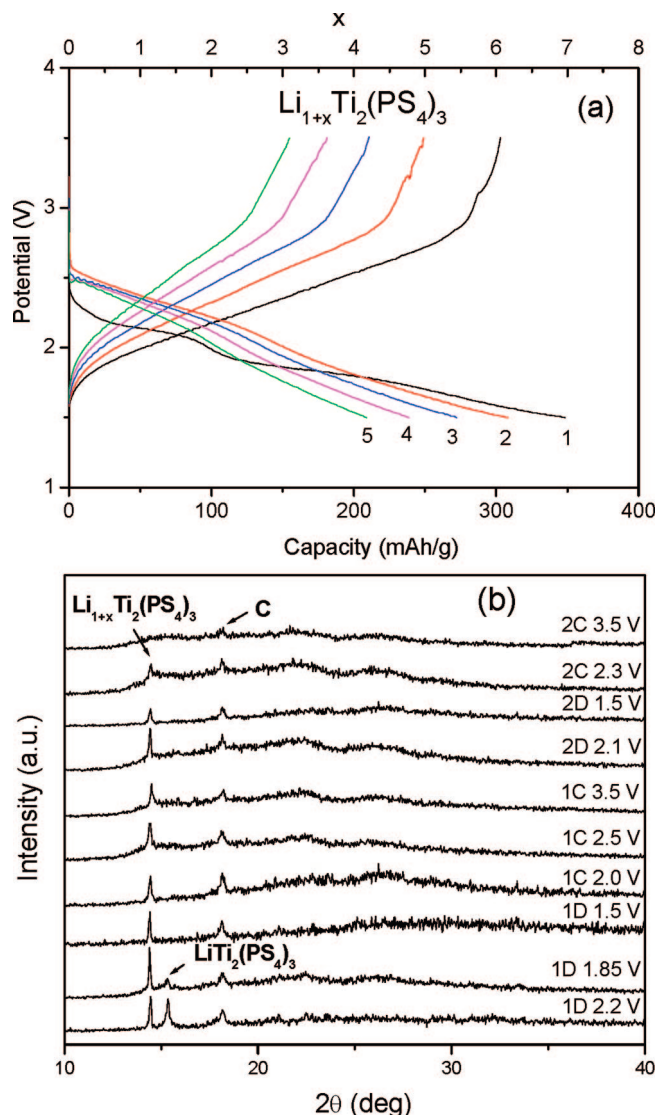 x
0 1 2 3 4 5 6 7 8
4
3
2
1
Potential (V)
Li1+xTi2(PS4)3
(a)
5 4 3 2 1
0 100 200 300 400
Capacity (mAh/g)
(b)
Li1+xTi2(PS4)3
C
2C 3.5 V
2C 2.3 V
2D 1.5 V
2D 2.1 V
1C 3.5 V
1C 2.5 V
1C 2.0 V
1D 1.5 V
LiTi2(PS4)3
1D 1.85 V
1D 2.2 V
Intensity (a.u.)
10 20 30 40
2θ (deg)